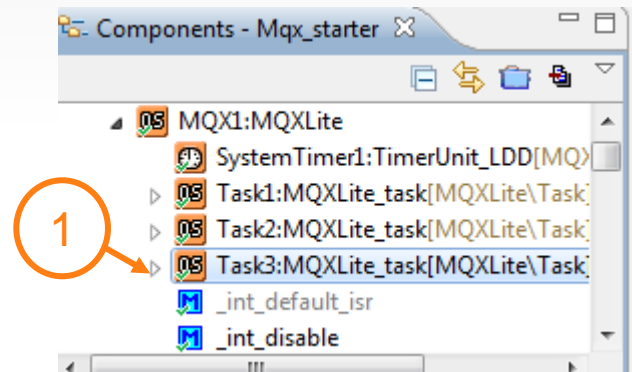 Components - Mqx_starter
MQX1:MQXLite
SystemTimer1:TimerUnit_LDD[MQX
Task1:MQXLite_task[MQXLite\Task]
Task2:MQXLite_task[MQXLite\Task]
1
Task3:MQXLite_task[MQXLite\Task]
_int_default_isr
_int_disable